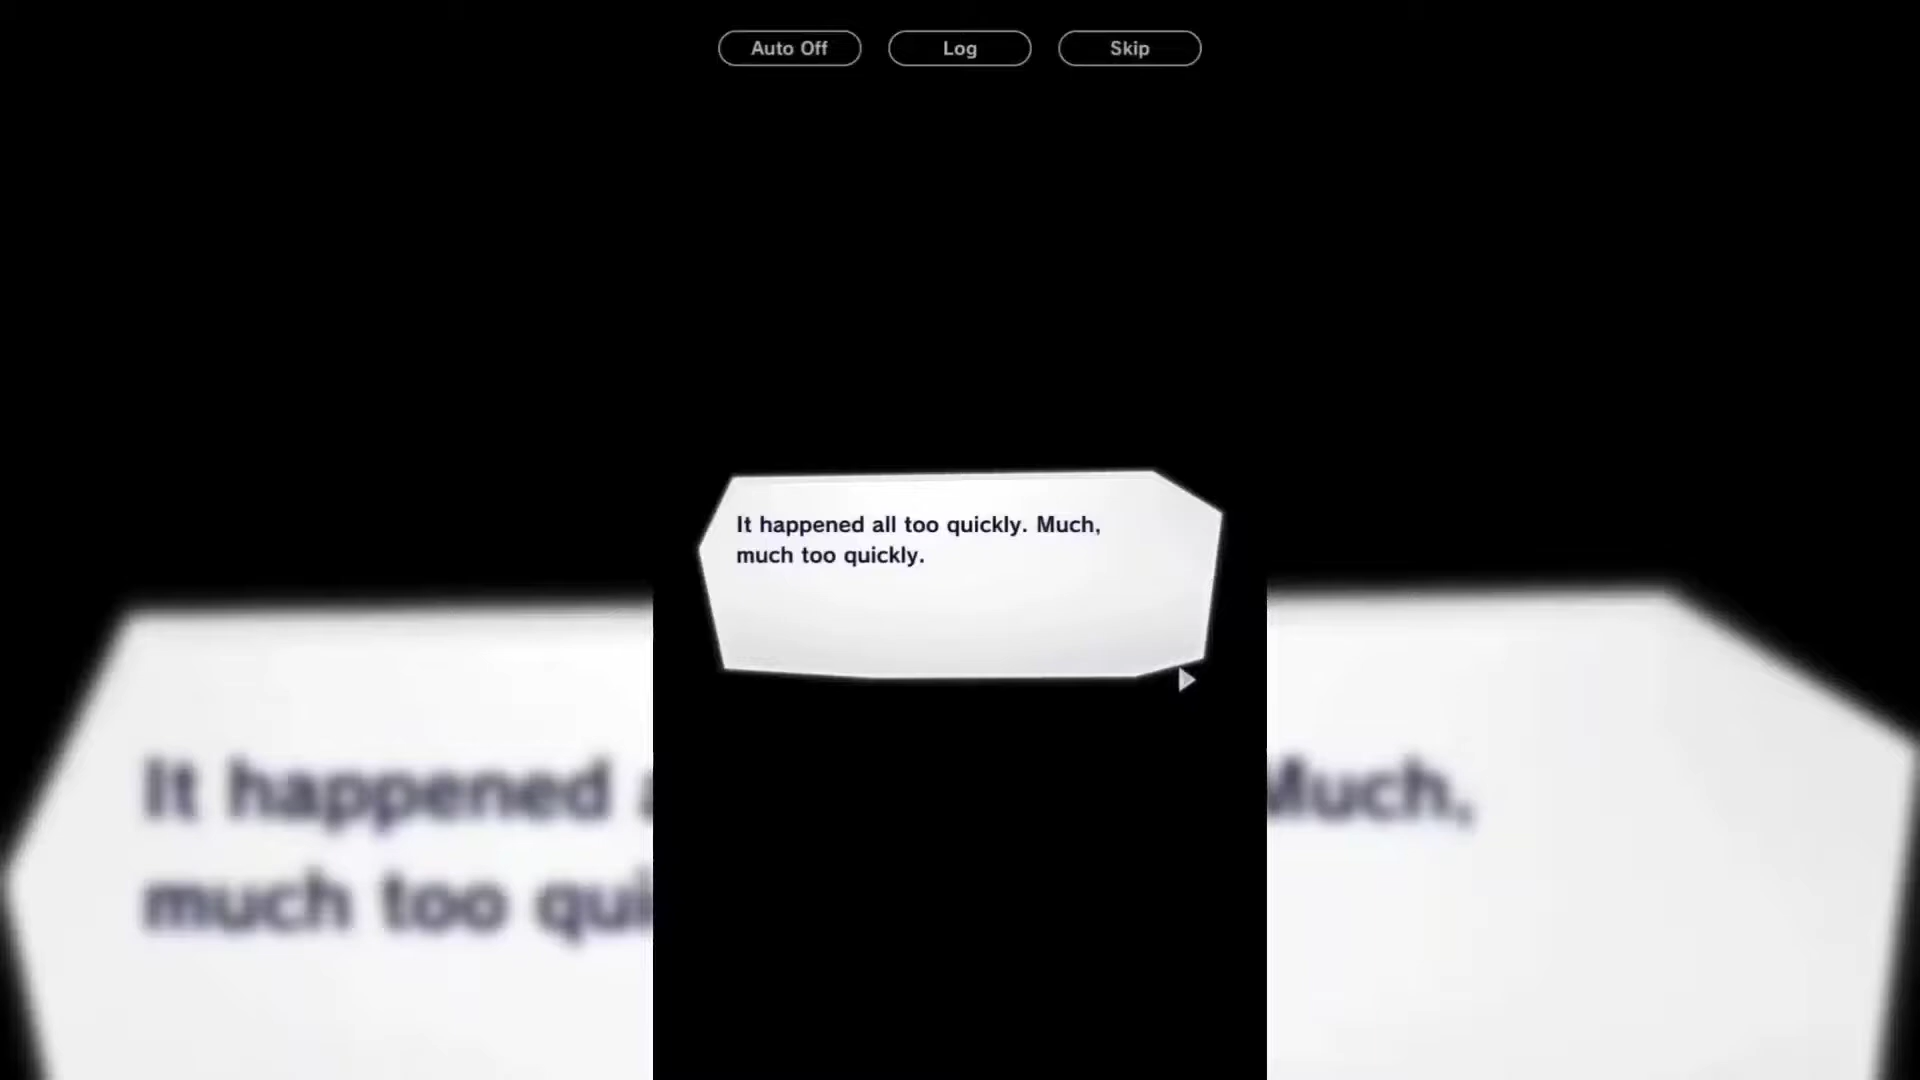 Auto Off
Log
Skip
It happened all too quickly. Much,
much too quickly.
It happened
Much,
much too qui